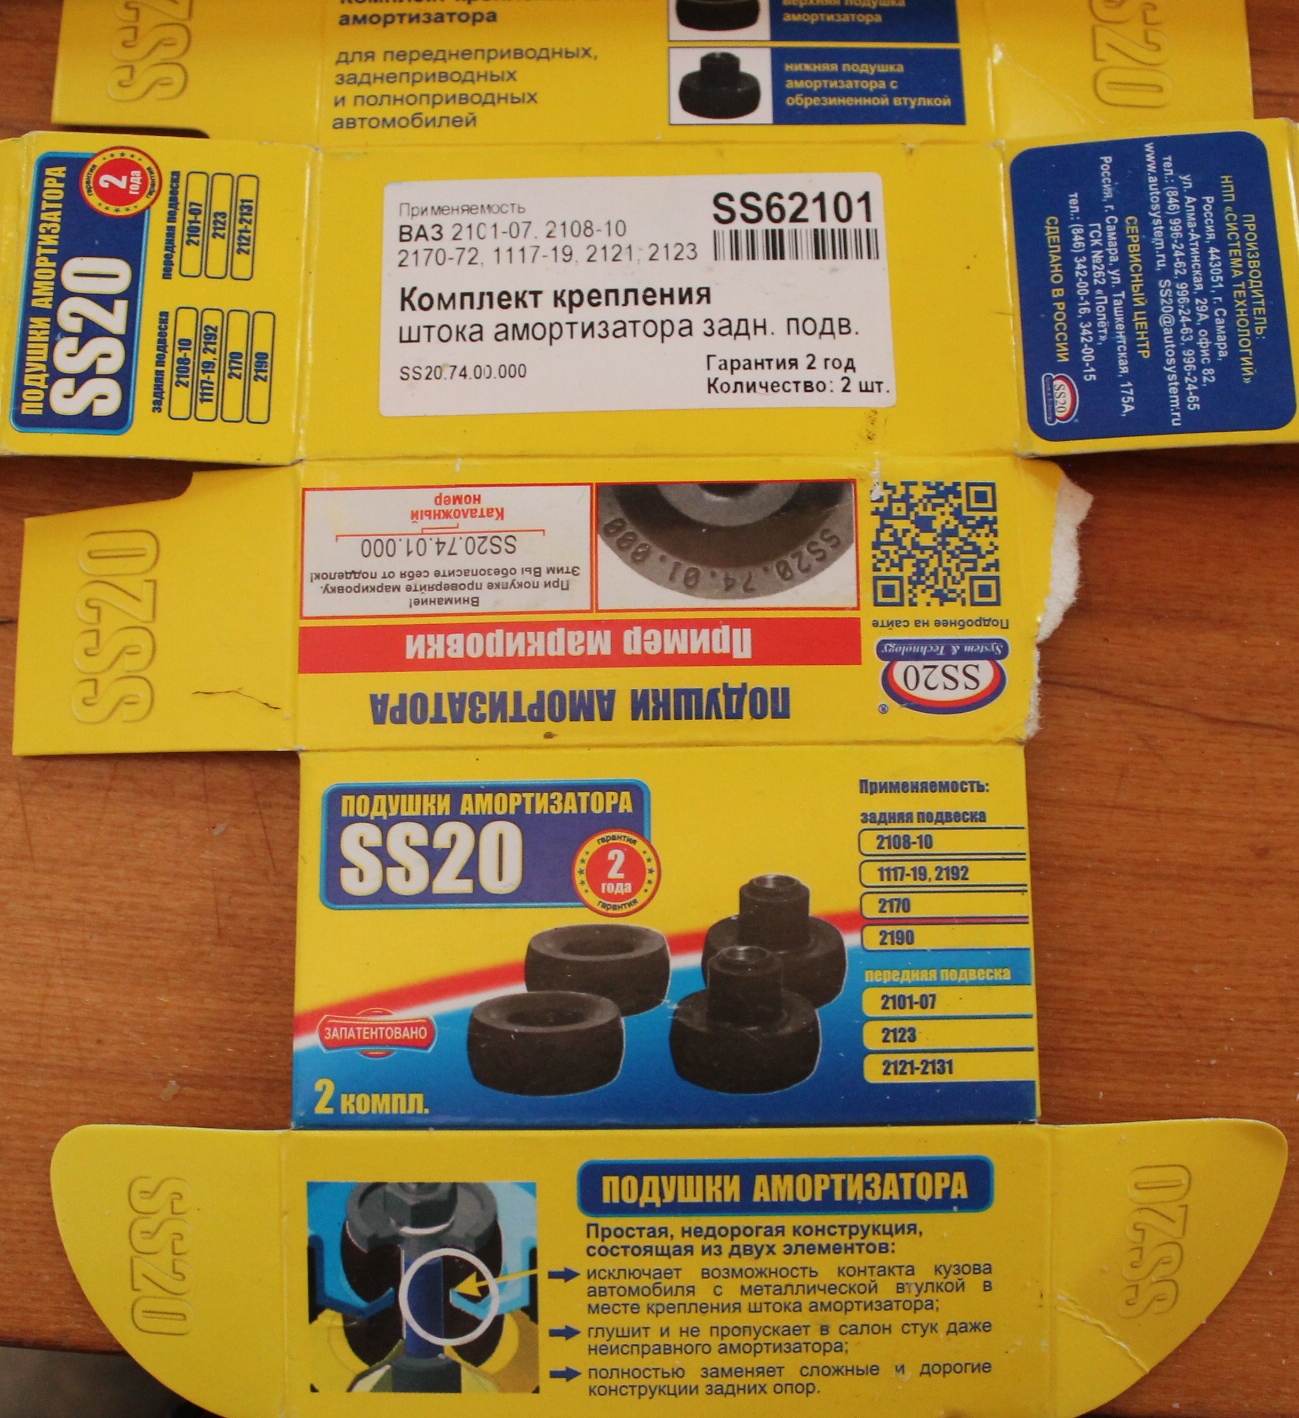 SS20
амортизатора
для переднеприводных,
заднеприводных
и полноприводных
автомобилей
верхняя подушка
амортизатора
нижняя подушка
амортизатора с
обрезиненной втулкой
SS20
ПОДУШКИ АМОРТИЗАТОРА
SS20
гарантия
2
года
гарантия
передняя подвеска
2101-07
2123
2121-2131
задняя подвеска
2108-10
1117-19, 2192
2170
2190
Применяемость
ВАЗ 2101-07. 2108-10
2170-72, 1117-19, 2121, 2123
SS62101
Комплект крепления
штока амортизатора задн. подв.
SS20.74.00.000
Гарантия 2 год
Количество: 2 шт.
ПРОИЗВОДИТЕЛЬ:
НПП «СИСТЕМА ТЕХНОЛОГИЙ»
Россия, 443051, г. Самара,
ул. Алма-Атинская, 29А, офис 82,
тел.: (846) 996-24-62, 996-24-63, 996-24-65
www.autosystem.ru, SS20@autosystem.ru
СЕРВИСНЫЙ ЦЕНТР
Россия, г. Самара, ул. Ташкентская, 175А,
ГСК №262 «Полёт»,
тел.: (846) 342-00-16, 342-00-15
СДЕЛАНО В РОССИИ
SS20
SS20
ПОДУШКИ АМОРТИЗАТОРА
Пример маркировки
Внимание!
При покупке проверяйте маркировку.
Этим Вы обезопасите себя от подделок!
SS20.74.01.000
Каталожный
номер
SS20.74.01.000
SS20
System & Technology
®
Подробнее на сайте
ПОДУШКИ АМОРТИЗАТОРА
SS20
гарантия
2
года
гарантия
ЗАПАТЕНТОВАНО
2 компл.
Применяемость:
задняя подвеска
2108-10
1117-19, 2192
2170
2190
передняя подвеска
2101-07
2123
2121-2131
SS20
ПОДУШКИ АМОРТИЗАТОРА
Простая, недорогая конструкция,
состоящая из двух элементов:
исключает возможность контакта кузова
автомобиля с металлической втулкой в
месте крепления штока амортизатора;
глушит и не пропускает в салон стук даже
неисправного амортизатора;
полностью заменяет сложные и дорогие
конструкции задних опор.
SS20